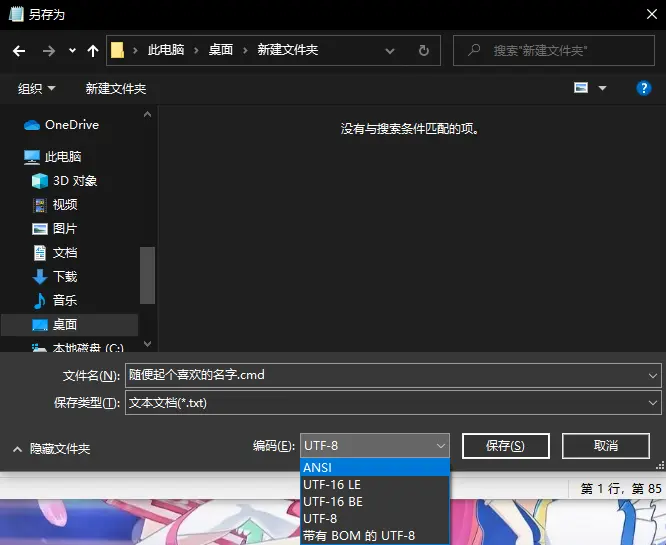 另存为
此电脑 > 桌面 > 新建文件夹
搜索"新建文件夹"
组织
新建文件夹
?
OneDrive
此电脑
3D 对象
视频
图片
文档
下载
音乐
桌面
本地磁盘 (C:)
没有与搜索条件匹配的项。
文件名(N):
随便起个喜欢的名字.cmd
保存类型(T):
文本文档(*.txt)
隐藏文件夹
编码(E):
UTF-8
保存(S)
取消
ANSI
UTF-16 LE
UTF-16 BE
UTF-8
带有 BOM 的 UTF-8
第 1 行，第 85